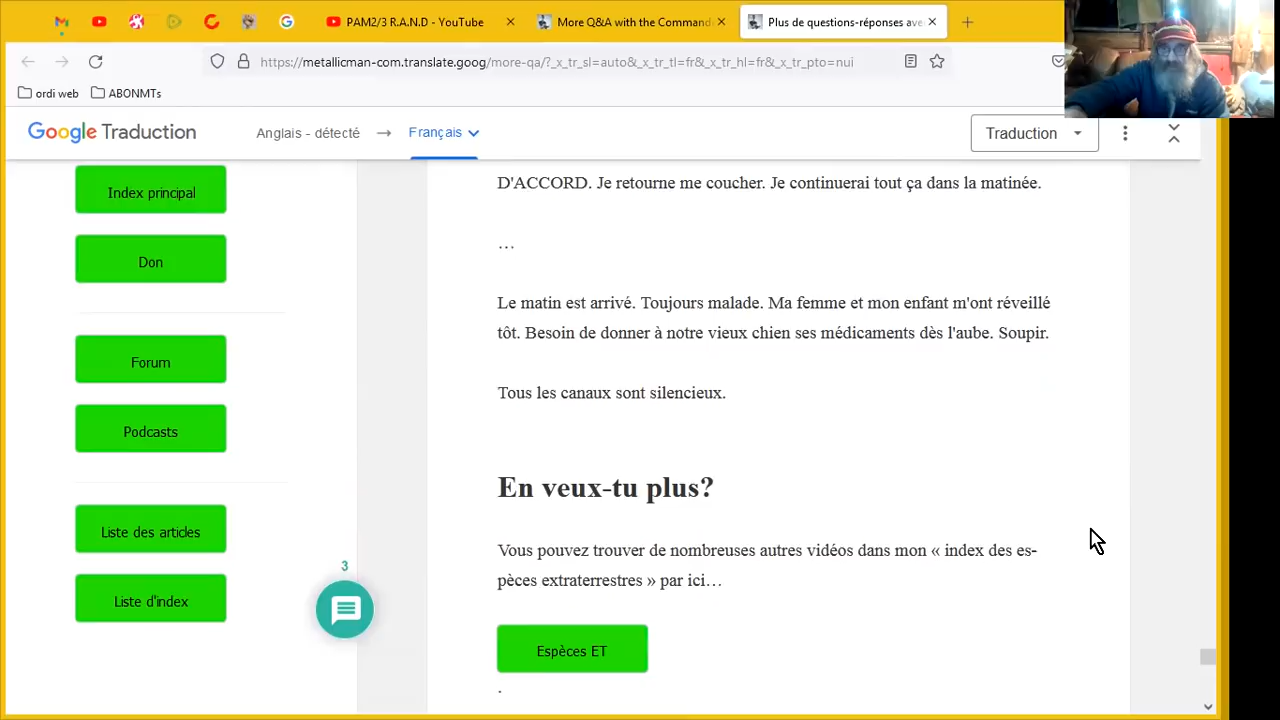 PAM2/3 R.A.N.D - YouTube
More Q&A with the Command
Plus de questions-réponses ave
https://metallicman-com.translate.goog/more-qa/?_x_tr_sl=auto&_x_tr_tl=fr&_x_tr_hl=fr&_x_tr_pto=nui
ordi web
ABONMTs
Google Traduction
Anglais - détecté
Français
Traduction
Index principal
Don
Forum
Podcasts
Liste des articles
Liste d'index
3
D'ACCORD. Je retourne me coucher. Je continuerai tout ça dans la matinée.
…
Le matin est arrivé. Toujours malade. Ma femme et mon enfant m'ont réveillé
tôt. Besoin de donner à notre vieux chien ses médicaments dès l'aube. Soupir.
Tous les canaux sont silencieux.
En veux-tu plus?
Vous pouvez trouver de nombreuses autres vidéos dans mon « index des es-
pèces extraterrestres » par ici…
Espèces ET
.